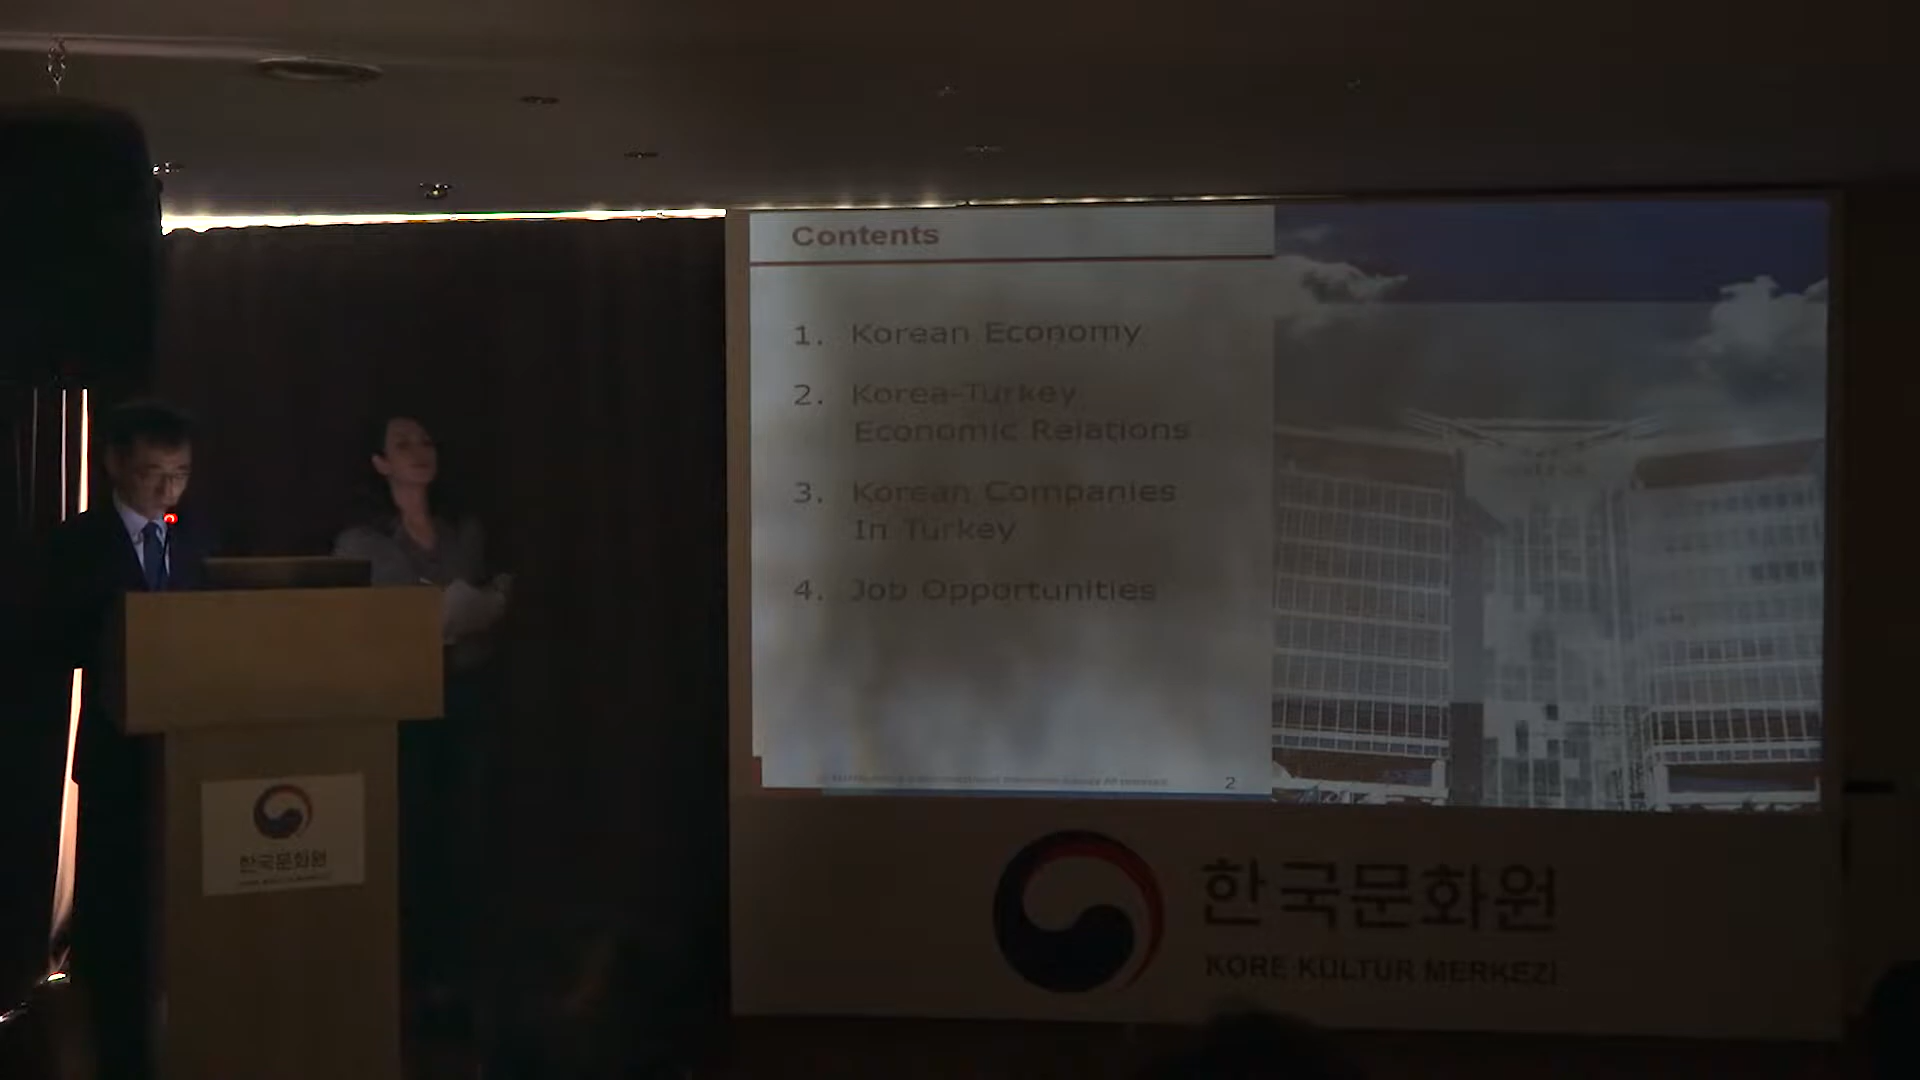 Contents
1. Korean Economy
2. Korea-Turkey
Economic Relations
3. Korean Companies
In Turkey
4. Job Opportunities
2
한국문화원
한국문화원
KORE KÜLTÜR MERKEZİ